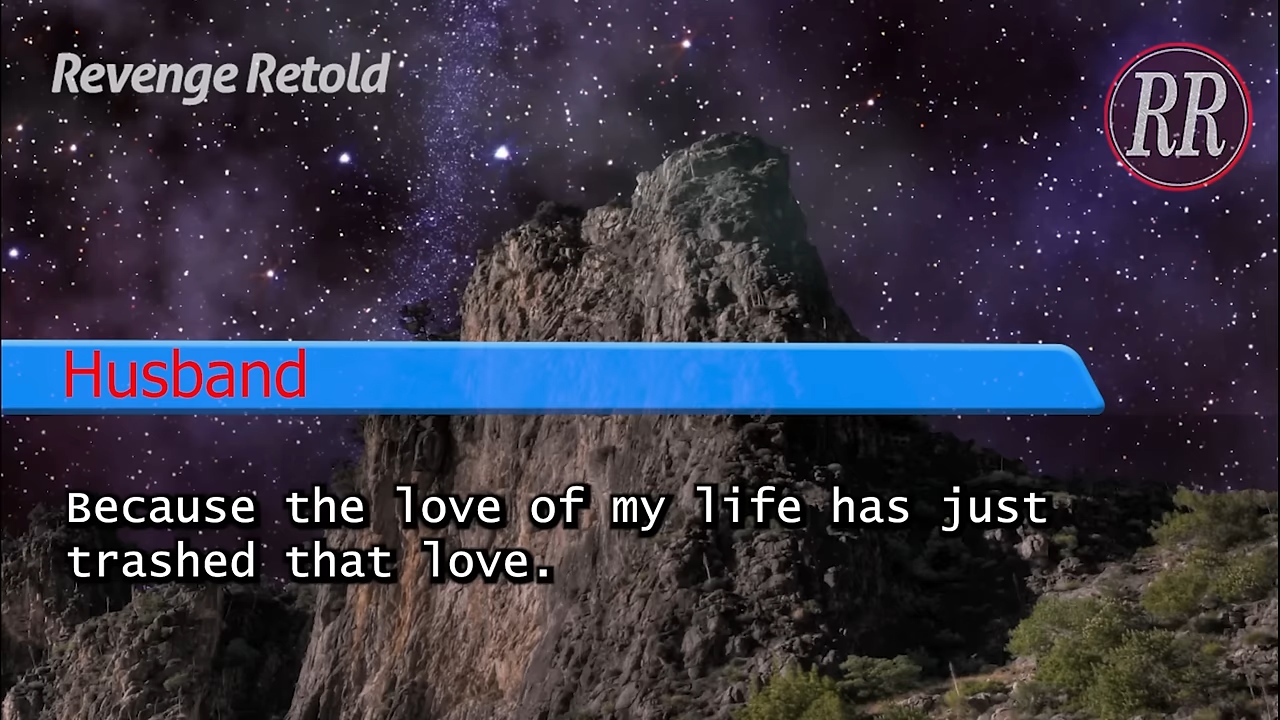 Revenge Retold
RR
Husband
Because the love of my life has just
trashed that love.